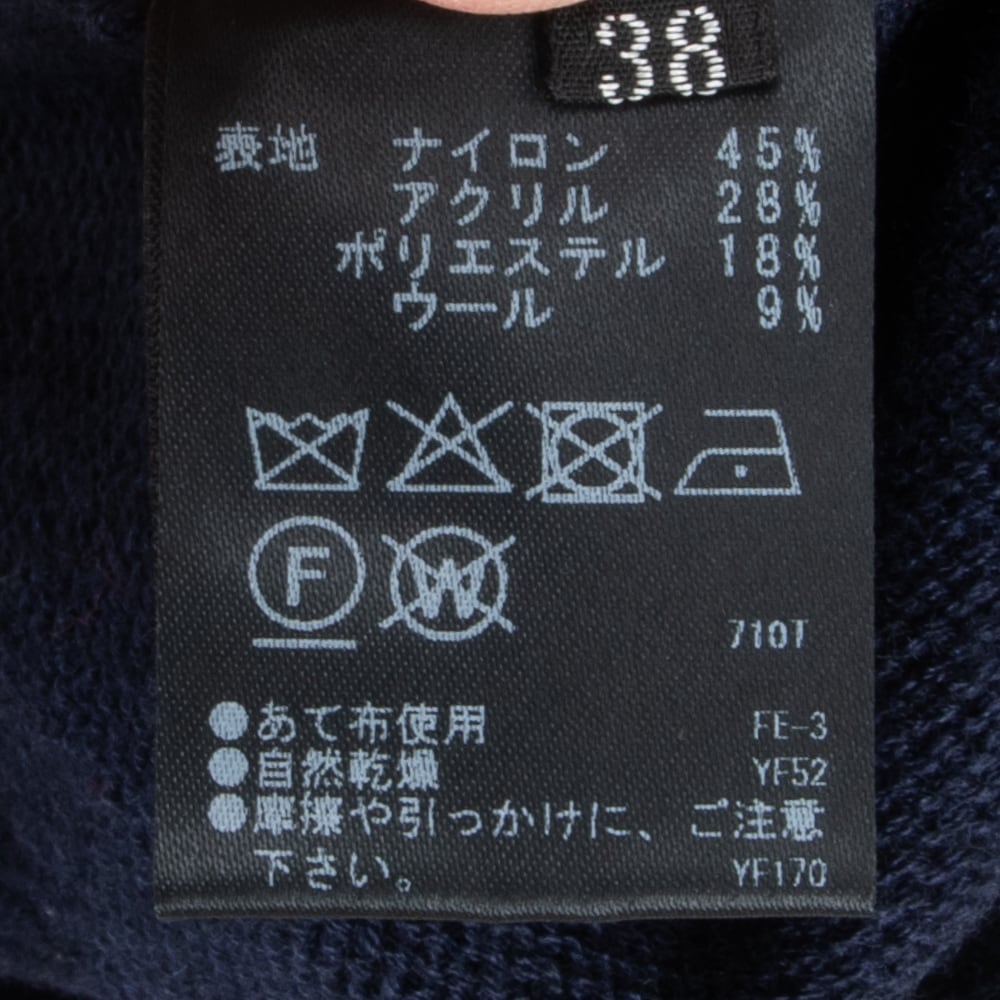 38
表地 ナイロン 45%
アクリル 28%
ポリエステル 18%
ウール 9%
F W
710T
●あて布使用 FE-3
●自然乾燥 YF52
●摩擦や引っかけに、ご注意
下さい。 YF170